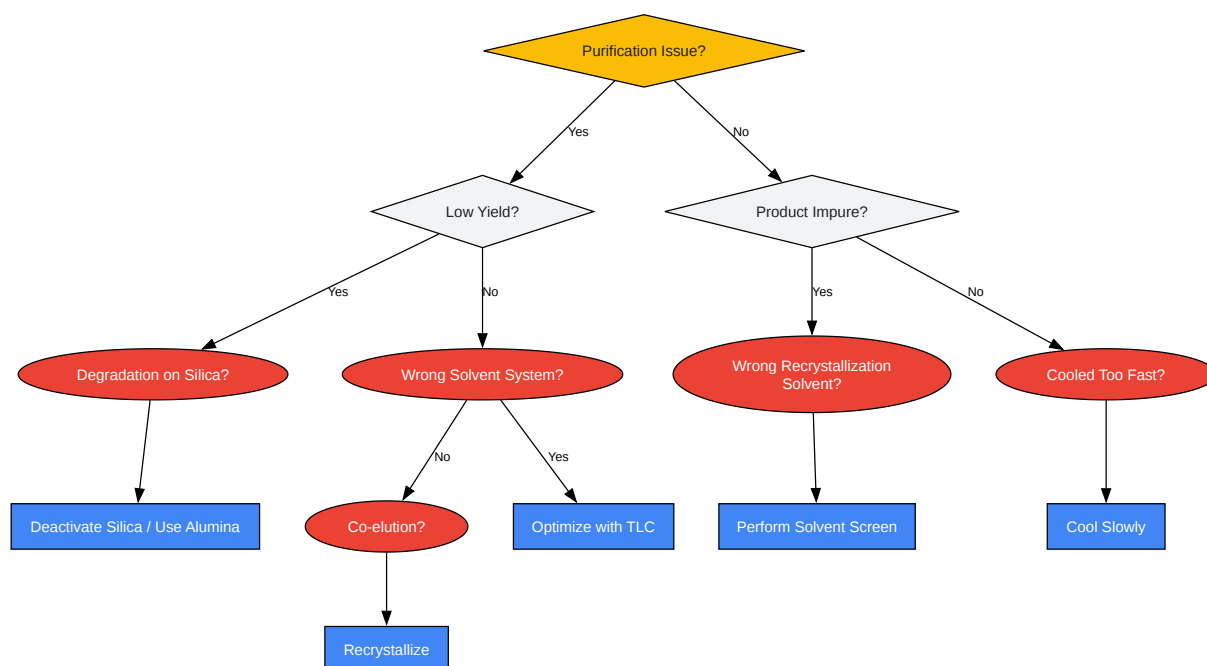 Purification Issue?
Yes
No
Low Yield?
Product Impure?
Yes
No
Yes
No
Degradation on Silica?
Wrong Solvent System?
Wrong Recrystallization
Solvent?
Cooled Too Fast?
No
Yes
Deactivate Silica / Use Alumina
Co-elution?
Optimize with TLC
Perform Solvent Screen
Cool Slowly
Recrystallize